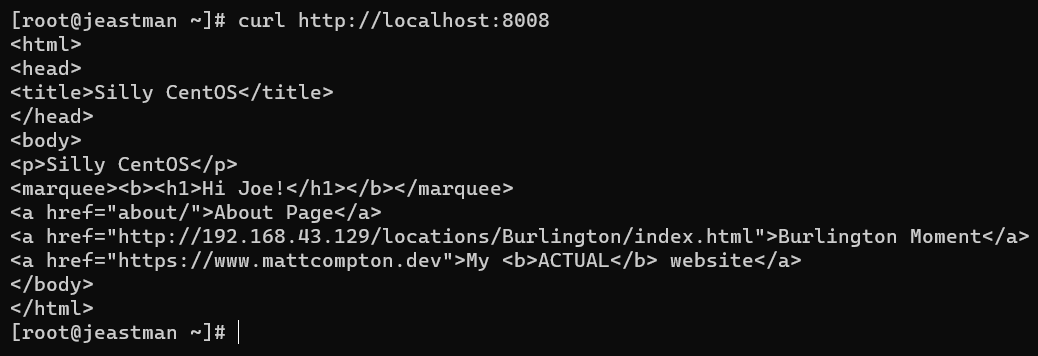 [root@jeastman ~]# curl http://localhost:8008
<html>
<head>
<title>Silly CentOS</title>
</head>
<body>
<p>Silly CentOS</p>
<marquee><b><h1>Hi Joe!</h1></b></marquee>
<a href="about/">About Page</a>
<a href="http://192.168.43.129/locations/Burlington/index.html">Burlington Moment</a>
<a href="https://www.mattcompton.dev">My <b>ACTUAL</b> website</a>
</body>
</html>
[root@jeastman ~]#